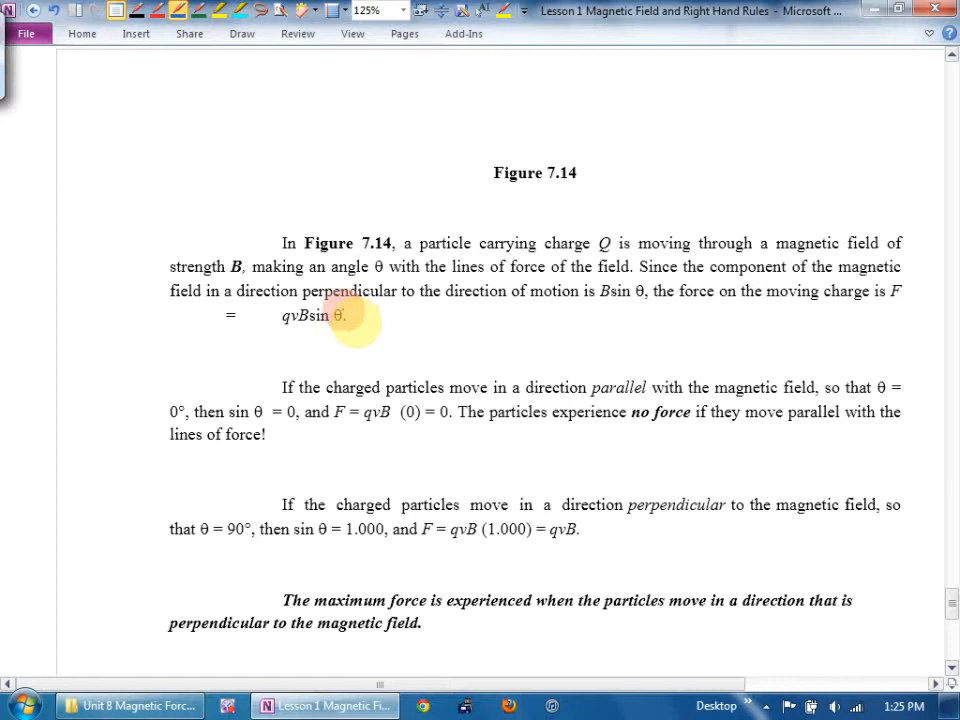 125%
Lesson 1 Magnetic Field and Right Hand Rules - Microsoft ...
File Home Insert Share Draw Review View Pages Add-Ins
Figure 7.14
In Figure 7.14, a particle carrying charge Q is moving through a magnetic field of
strength B, making an angle θ with the lines of force of the field. Since the component of the magnetic
field in a direction perpendicular to the direction of motion is Bsin θ, the force on the moving charge is F
= qvBsin θ.
If the charged particles move in a direction parallel with the magnetic field, so that θ =
0°, then sin θ = 0, and F = qvB (0) = 0. The particles experience no force if they move parallel with the
lines of force!
If the charged particles move in a direction perpendicular to the magnetic field, so
that θ = 90°, then sin θ = 1.000, and F = qvB (1.000) = qvB.
The maximum force is experienced when the particles move in a direction that is
perpendicular to the magnetic field.
Unit 8 Magnetic Forc... Lesson 1 Magnetic Fi... Desktop 1:25 PM